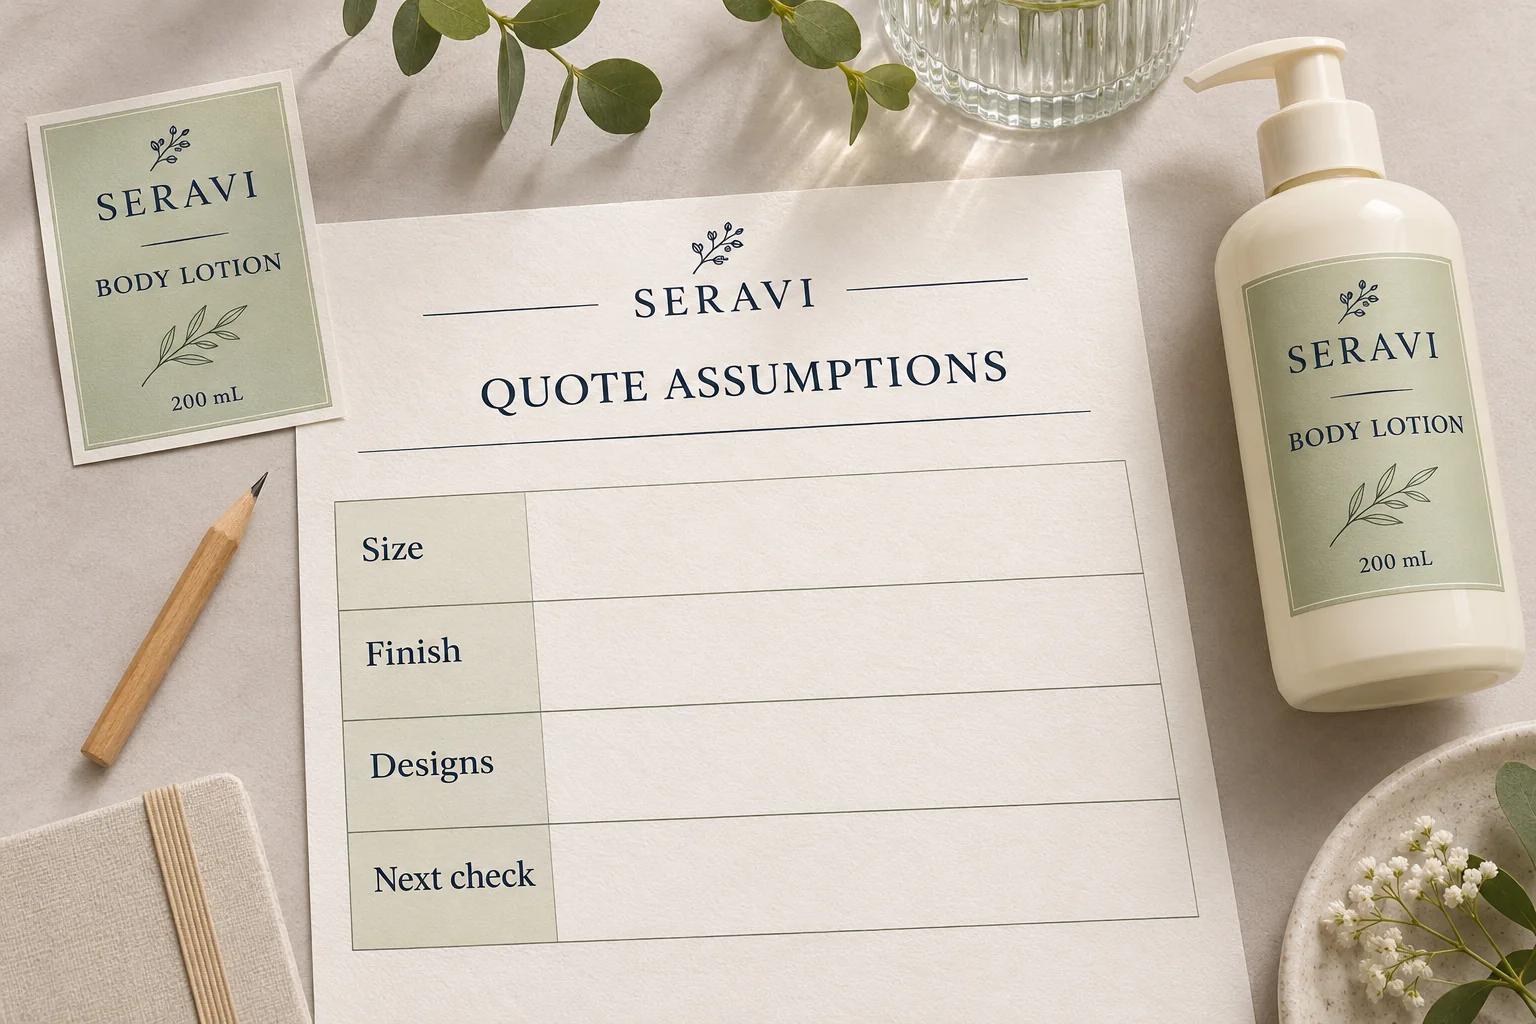 SERAVI
BODY LOTION
200 mL
SERAVI
QUOTE ASSUMPTIONS
Size
Finish
Designs
Next check
SERAVI
BODY LOTION
200 mL